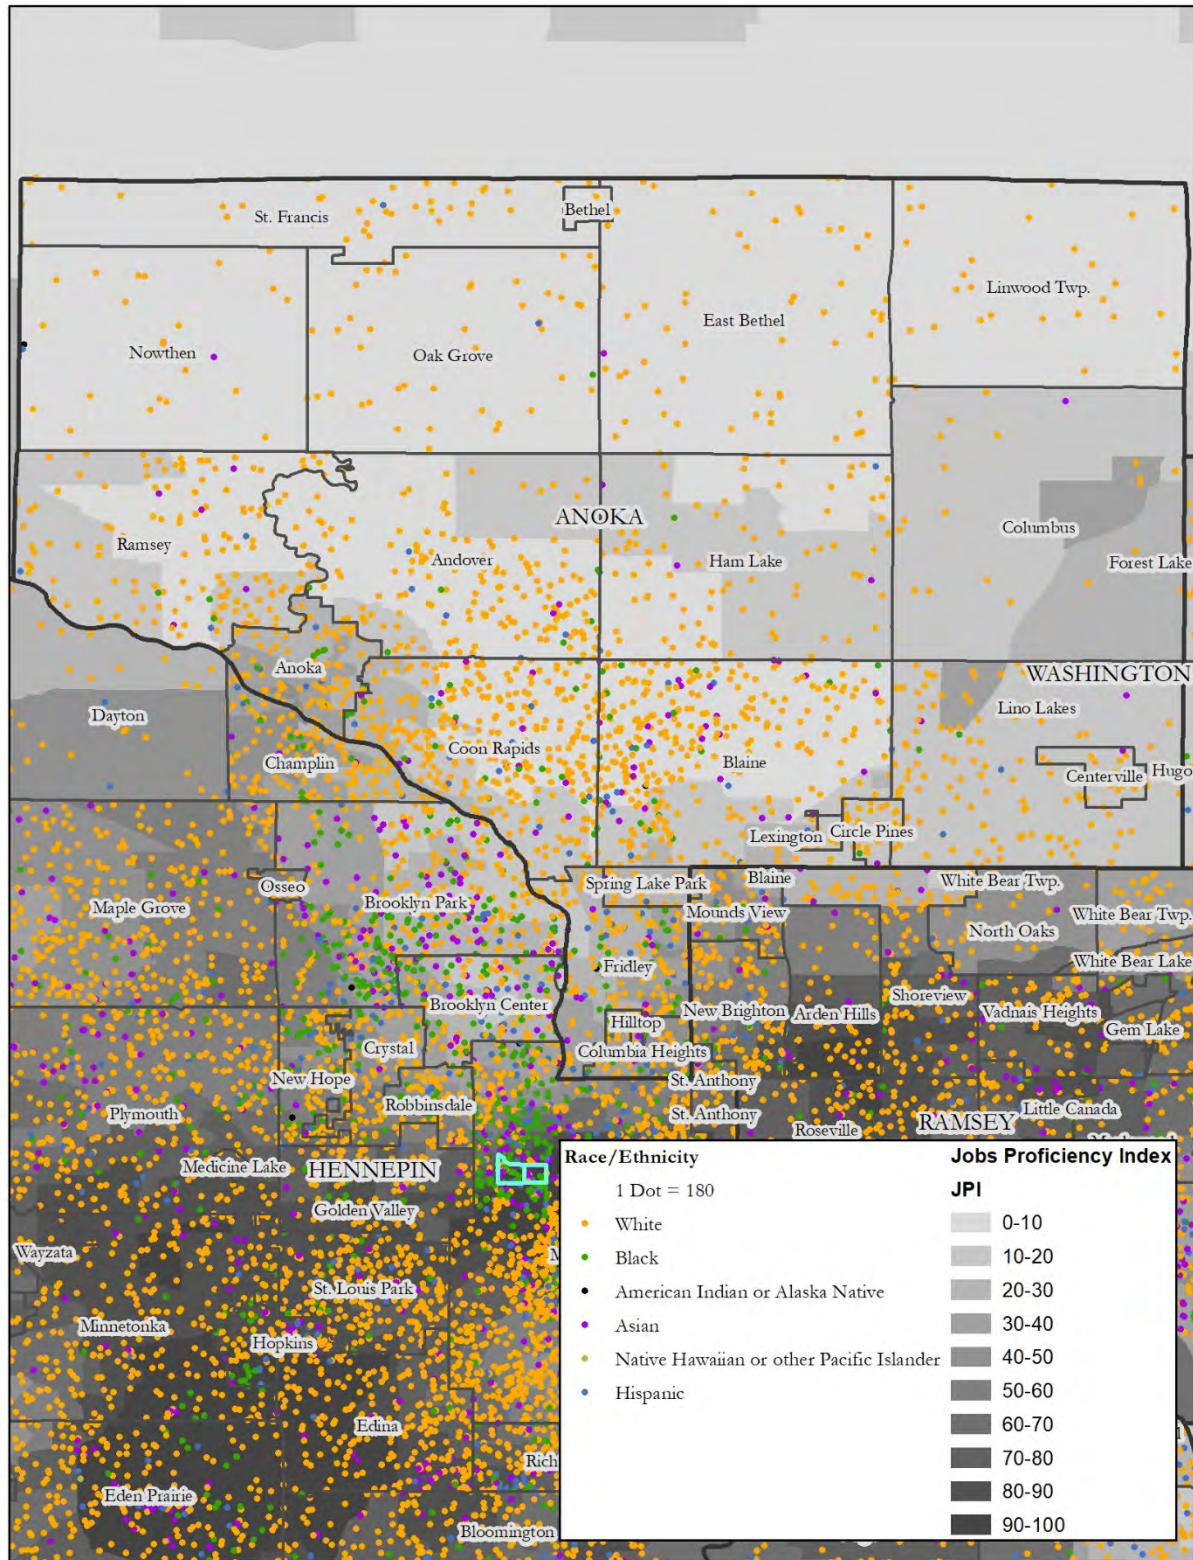 St. Francis
Bethel
Linwood Twp.
East Bethel
Nowthen
Oak Grove
ANOKA
Columbus
Ramsey
Andover
Ham Lake
Forest Lake
Anoka
WASHINGTON
Dayton
Lino Lakes
Coon Rapids
Champlin
Blaine
Centerville
Hugo
Lexington
Circle Pines
Osseo
Spring Lake Park
Blaine
White Bear Twp.
Maple Grove
Brooklyn Park
Mounds View
White Bear Twp.
North Oaks
Fridley
White Bear Lake
Shoreview
Brooklyn Center
New Brighton
Arden Hills
Vadnais Heights
Hilltop
Gem Lake
Crystal
Columbia Heights
New Hope
St. Anthony
Robbinsdale
Plymouth
St. Anthony
Little Canada
Roseville
RAMSEY
Medicine Lake
HENNEPIN
Golden Valley
Wayzata
St. Louis Park
Minnetonka
Hopkins
Edina
Rich
Eden Prairie
Bloomington
Race/Ethnicity
1 Dot = 180
White
Black
American Indian or Alaska Native
Asian
Native Hawaiian or other Pacific Islander
Hispanic
Jobs Proficiency Index
JPI
0-10
10-20
20-30
30-40
40-50
50-60
60-70
70-80
80-90
90-100